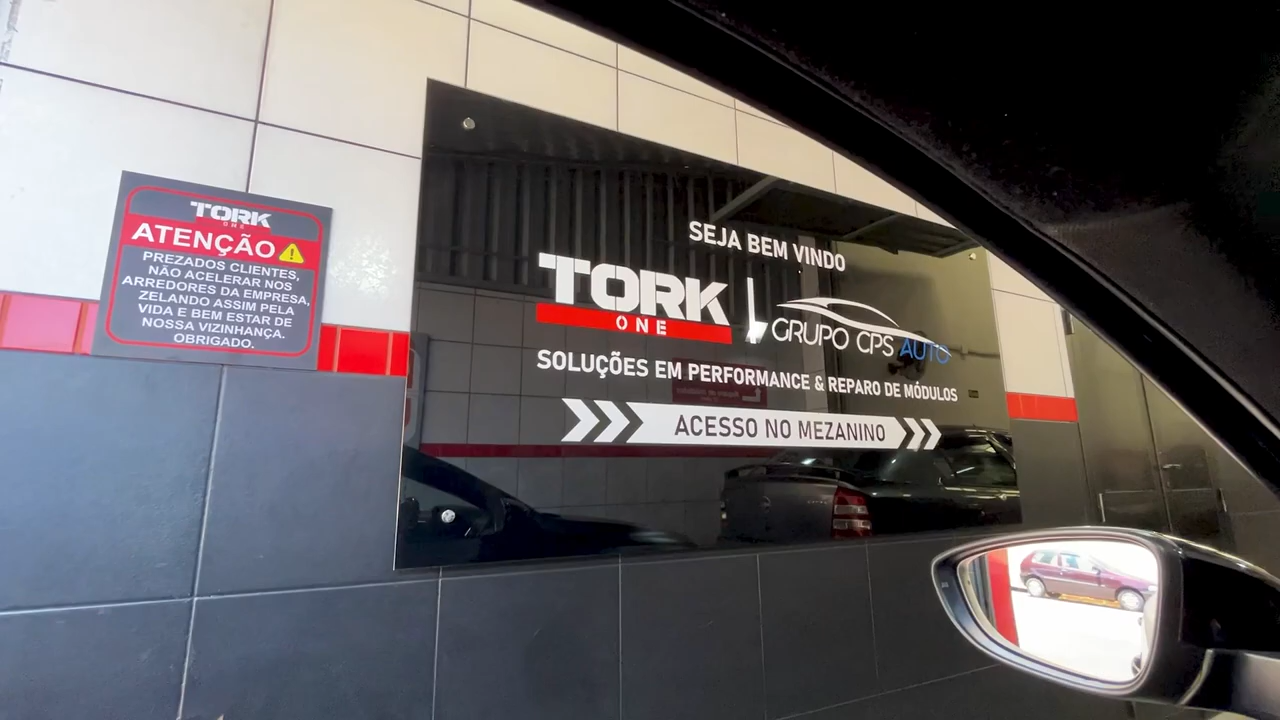 TORK
ONE
ATENÇÃO
PREZADOS CLIENTES,
NÃO ACELERAR NOS
ARREDORES DA EMPRESA,
ZELANDO ASSIM PELA
VIDA E BEM ESTAR DE
NOSSA VIZINHANÇA.
OBRIGADO.
SEJA BEM VINDO
TORK
ONE
GRUPO CPS AUTO
SOLUÇÕES EM PERFORMANCE & REPARO DE MÓDULOS
ACESSO NO MEZANINO